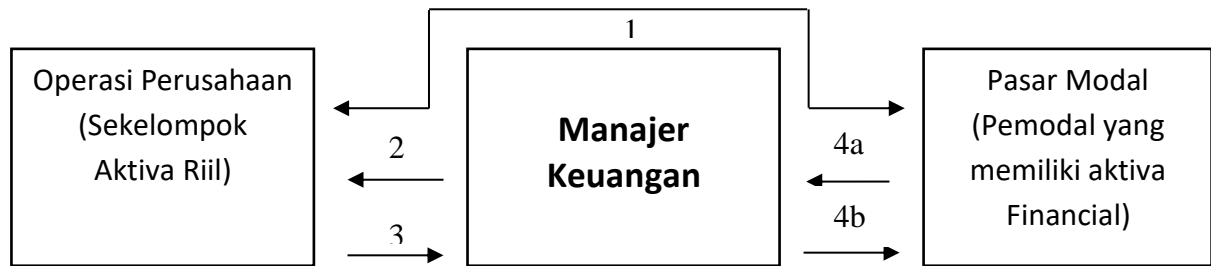 1
Operasi Perusahaan
(Sekelompok
Aktiva Riil)
2
3
Manajer
Keuangan
4a
4b
Pasar Modal
(Pemodal yang
memiliki aktiva
Financial)